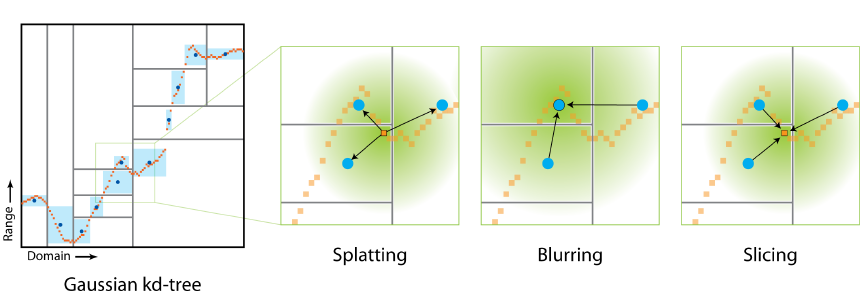 Range
Domain
Gaussian kd-tree
Splatting
Blurring
Slicing